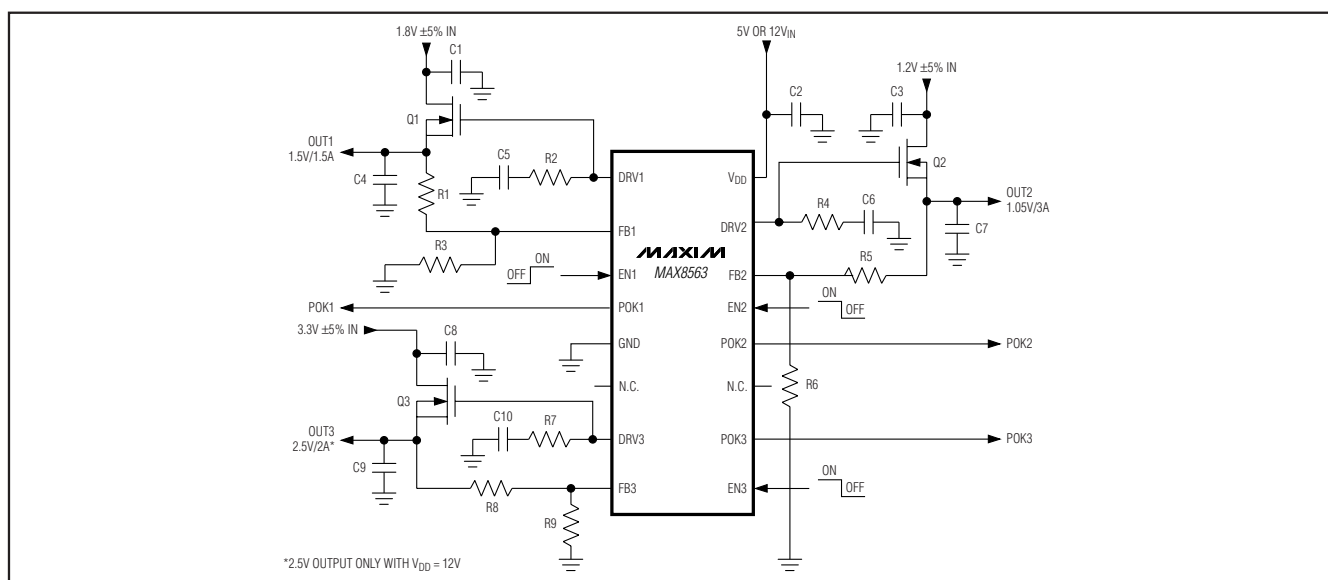 1.8V ±5% IN
C1
Q1
OUT1
1.5V/1.5A
C4
R1
C5
R2
R3
OFF
ON
POK1
3.3V ±5% IN
C8
Q3
OUT3
2.5V/2A*
C9
C10
R7
R8
R9
*2.5V OUTPUT ONLY WITH VDD = 12V
DRV1
FB1
EN1
POK1
GND
N.C.
DRV3
FB3
MAXIM
MAX8563
VDD
DRV2
FB2
EN2
POK2
N.C.
POK3
EN3
5V OR 12VIN
C2
C3
1.2V ±5% IN
Q2
R4
C6
OUT2
1.05V/3A
C7
R5
ON
OFF
POK2
R6
POK3
ON
OFF